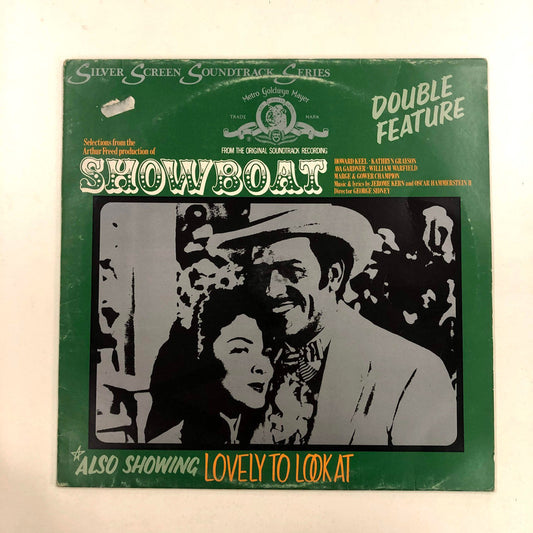 SILVER SCREEN SOUNDTRACK SERIES
Metro Goldwyn Mayer
TRADE MARK
DOUBLE
FEATURE
Selections from the
Arthur Freed production of
FROM THE ORIGINAL SOUNDTRACK RECORDING
SHOWBOAT
HOWARD KEEL · KATHRYN GRAYSON
AVA GARDNER · WILLIAM WARFIELD
MARGE & GOWER CHAMPION
Music & lyrics by JEROME KERN and OSCAR HAMMERSTEIN II
Director GEORGE SIDNEY
ALSO SHOWING LOVELY TO LOOK AT